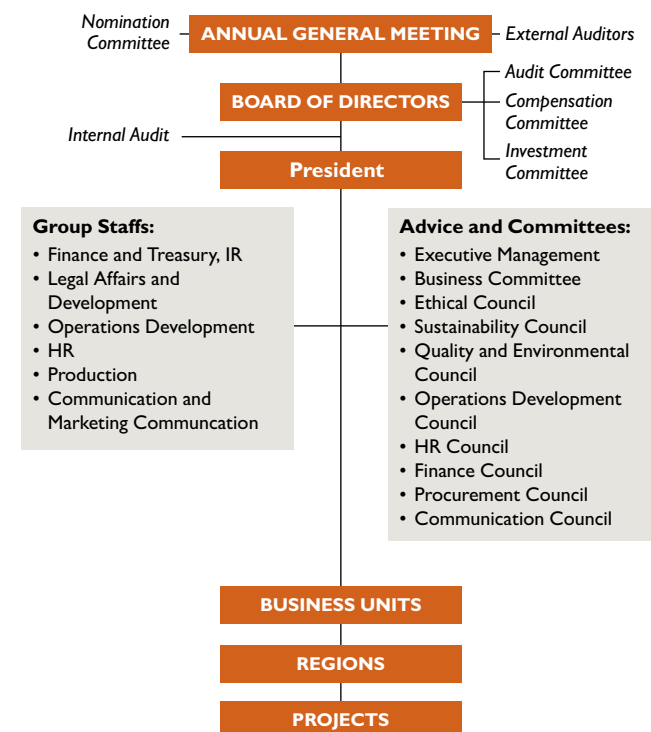 Nomination
Committee
ANNUAL GENERAL MEETING
External Auditors
Audit Committee
BOARD OF DIRECTORS
Compensation
Committee
Internal Audit
Investment
Committee
President
Group Staffs:
• Finance and Treasury, IR
• Legal Affairs and
Development
• Operations Development
• HR
• Production
• Communication and
Marketing Communcation
Advice and Committees:
• Executive Management
• Business Committee
• Ethical Council
• Sustainability Council
• Quality and Environmental
Council
• Operations Development
Council
• HR Council
• Finance Council
• Procurement Council
• Communication Council
BUSINESS UNITS
REGIONS
PROJECTS